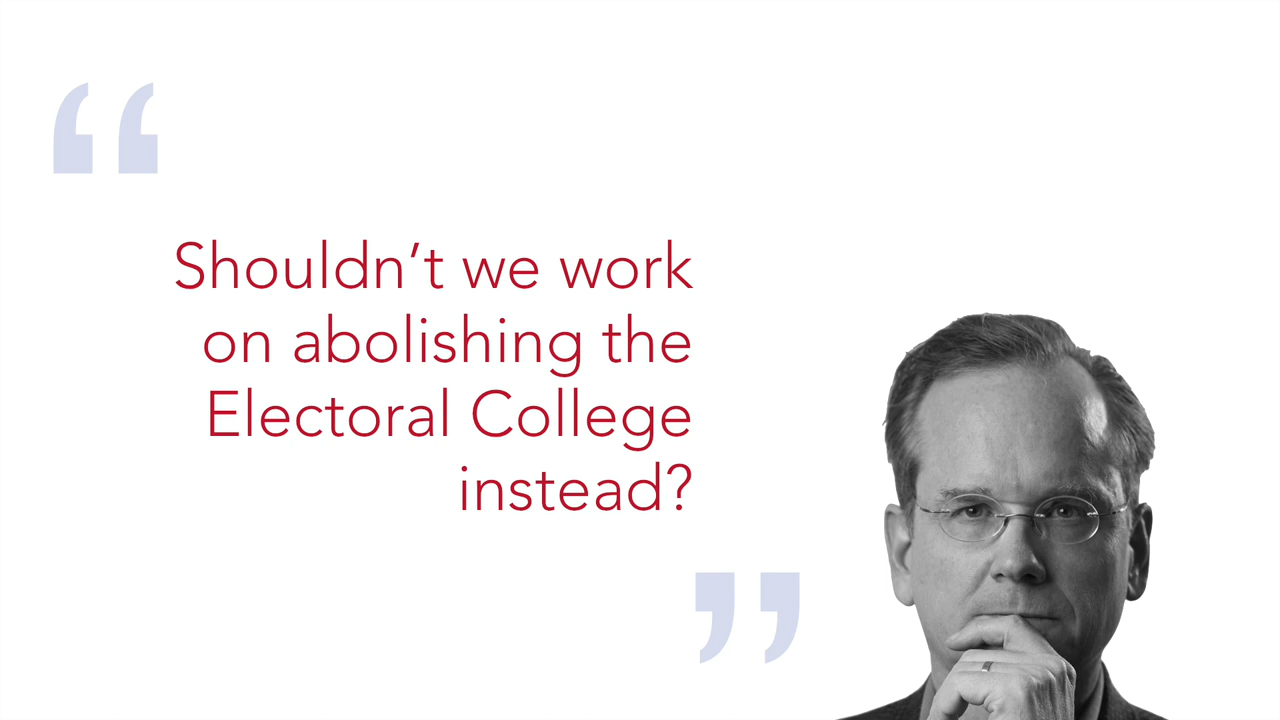 “
Shouldn’t we work
on abolishing the
Electoral College
instead?
”